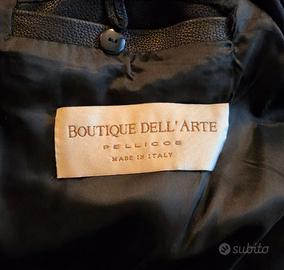 BOUTIQUE DELL'ARTE
PELLICCE
MADE IN ITALY
subito